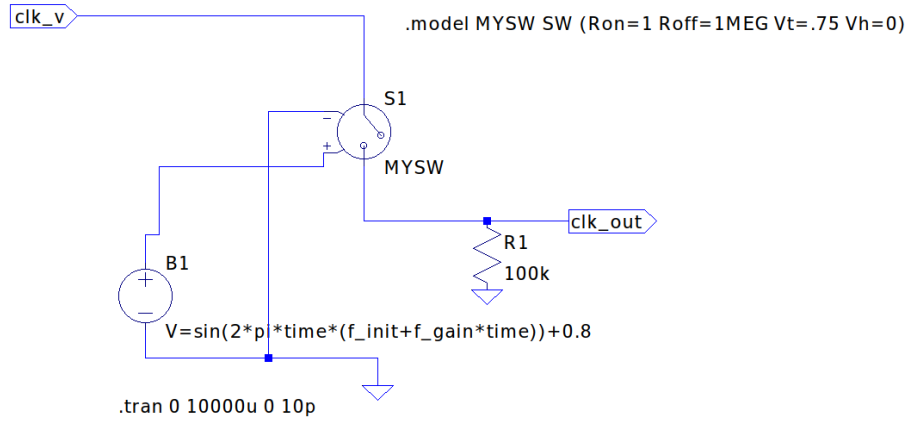 clk_v
.model MYSW SW (Ron=1 Roff=1MEG Vt=.75 Vh=0)
S1
−
+
MYSW
clk_out
R1
100k
B1
+
−
V=sin(2*pi*time*(f_init+f_gain*time))+0.8
.tran 0 10000u 0 10p